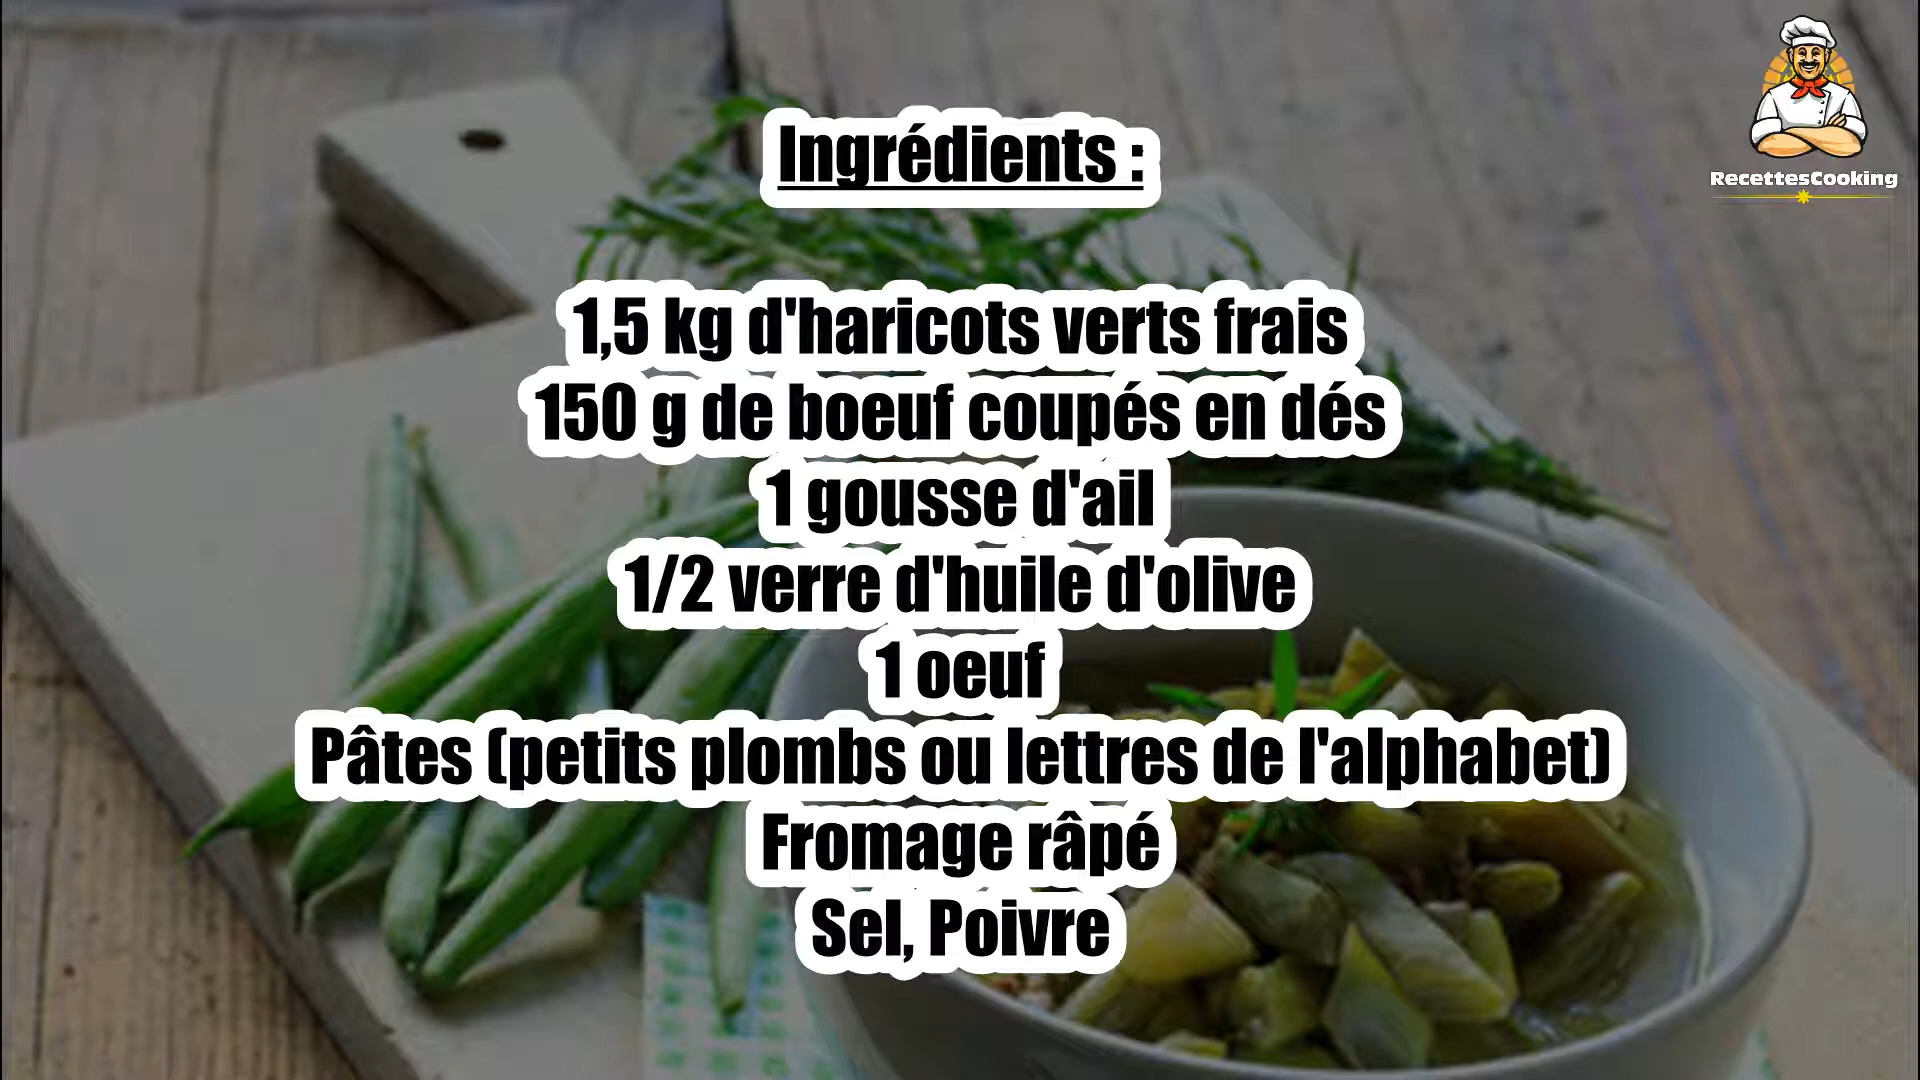 RecettesCooking
Ingrédients :
1,5 kg d'haricots verts frais
150 g de boeuf coupés en dés
1 gousse d'ail
1/2 verre d'huile d'olive
1 oeuf
Pâtes (petits plombs ou lettres de l'alphabet)
Fromage râpé
Sel, Poivre